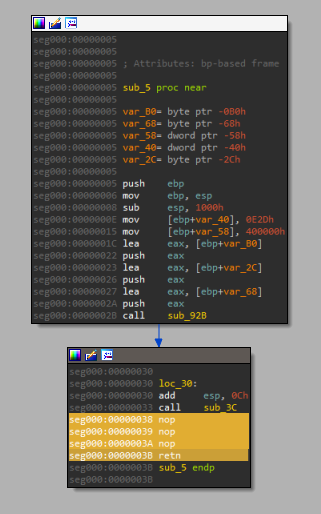 seg000:00000005
seg000:00000005
seg000:00000005 ; Attributes: bp-based frame
seg000:00000005
seg000:00000005 sub_5 proc near
seg000:00000005
seg000:00000005 var_B0= byte ptr -0B0h
seg000:00000005 var_68= byte ptr -68h
seg000:00000005 var_58= dword ptr -58h
seg000:00000005 var_40= dword ptr -40h
seg000:00000005 var_2C= byte ptr -2Ch
seg000:00000005
seg000:00000005 push ebp
seg000:00000006 mov ebp, esp
seg000:00000008 sub esp, 1000h
seg000:0000000E mov [ebp+var_40], 0E2Dh
seg000:00000015 mov [ebp+var_58], 400000h
seg000:0000001C lea eax, [ebp+var_B0]
seg000:00000022 push eax
seg000:00000023 lea eax, [ebp+var_2C]
seg000:00000026 push eax
seg000:00000027 lea eax, [ebp+var_68]
seg000:0000002A push eax
seg000:0000002B call sub_92B
seg000:00000030
seg000:00000030 loc_30:
seg000:00000030 add esp, 0Ch
seg000:00000033 call sub_3C
seg000:00000038 nop
seg000:00000039 nop
seg000:0000003A nop
seg000:0000003B retn
seg000:0000003B sub_5 endp
seg000:0000003B